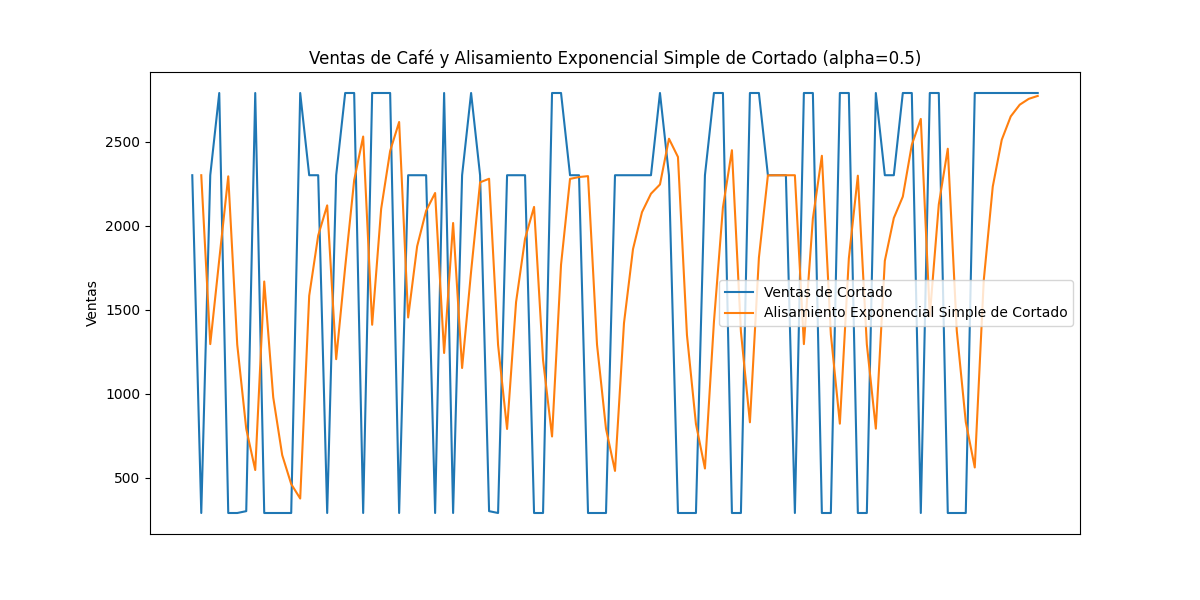 Ventas de Café y Alisamiento Exponencial Simple de Cortado (alpha=0.5)
2500
2000
1500
1000
500
Ventas
Ventas de Cortado
Alisamiento Exponencial Simple de Cortado